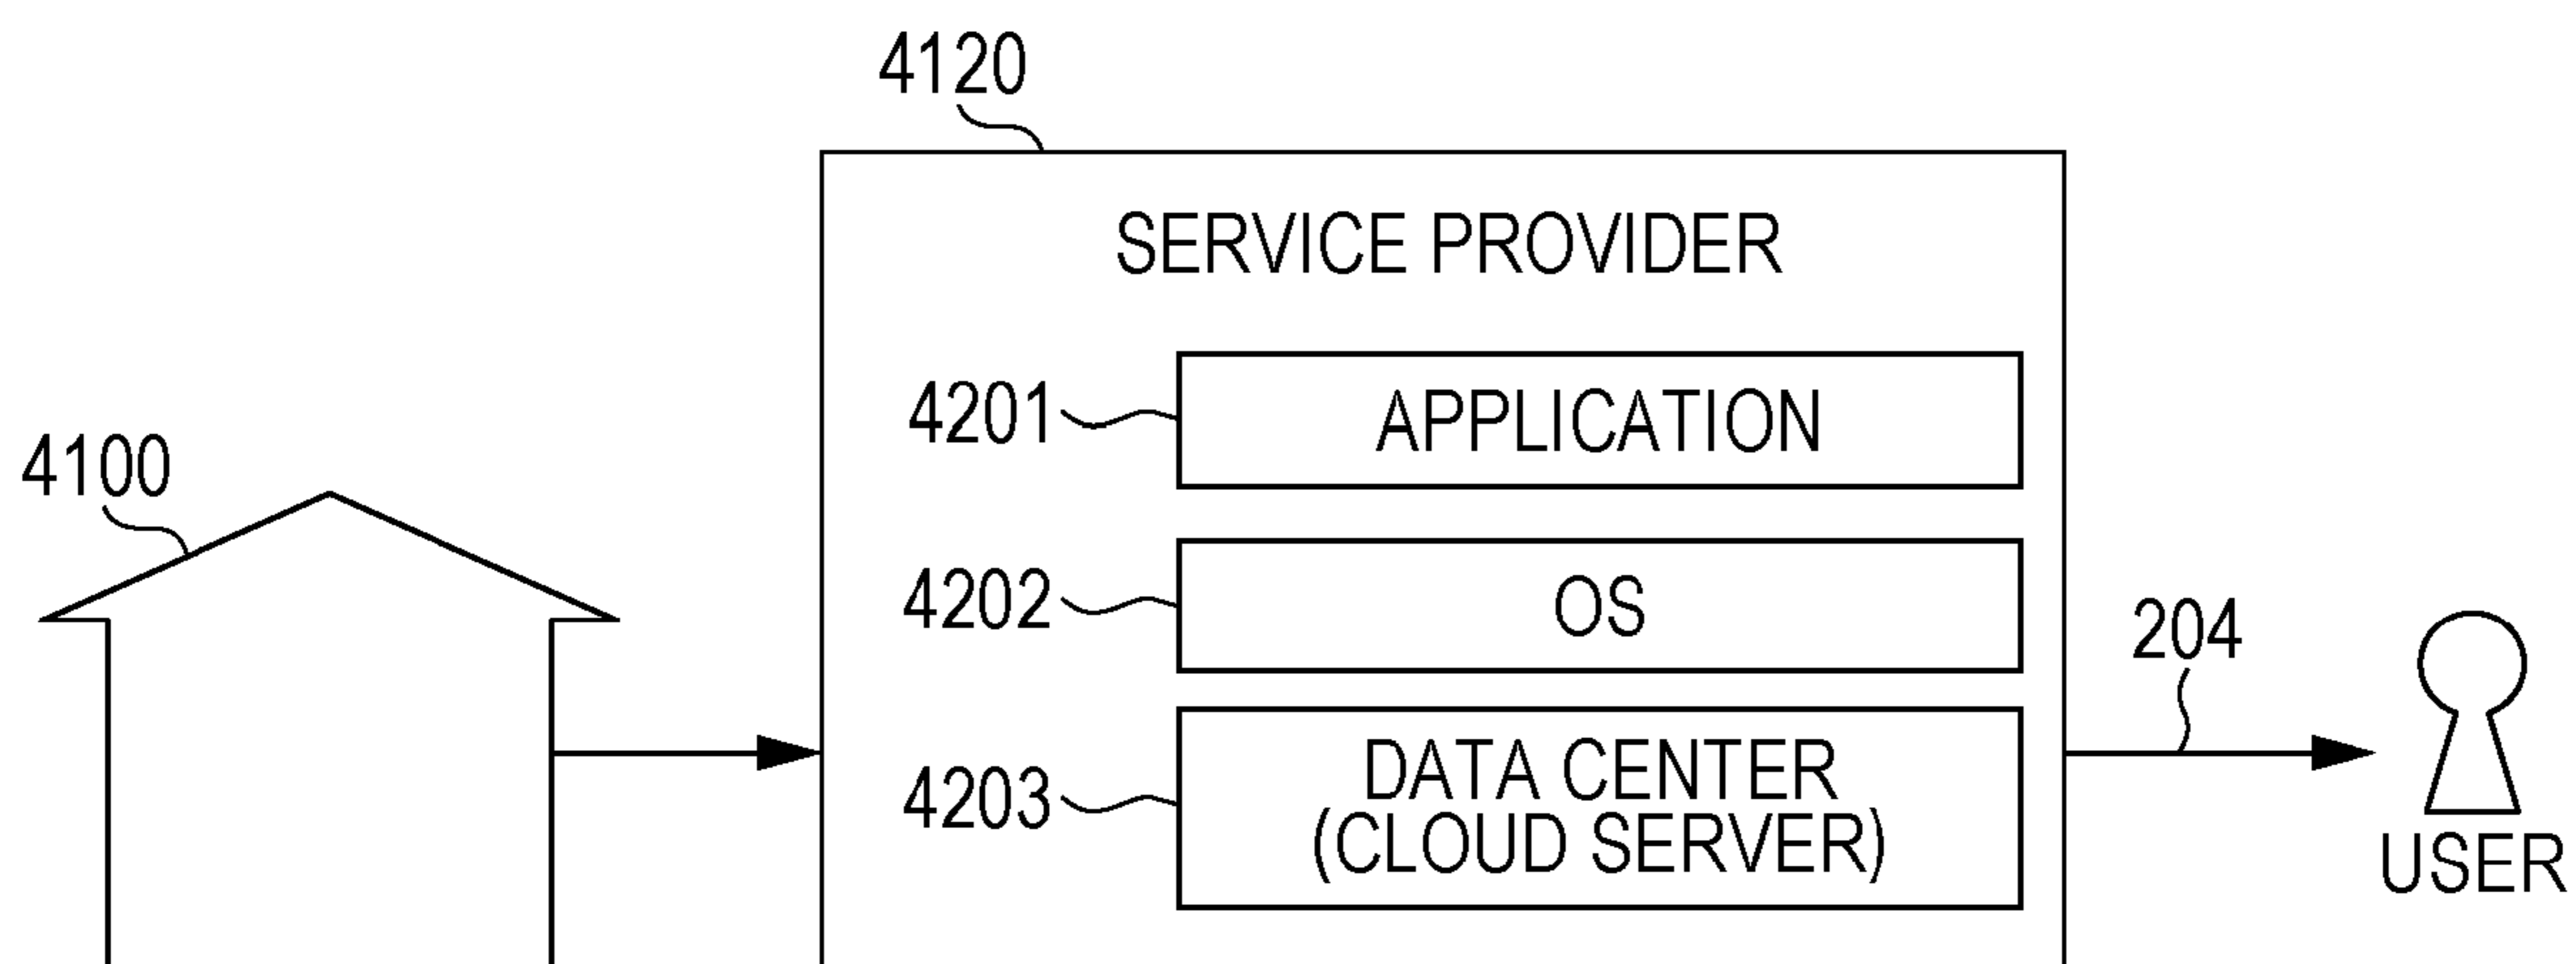 4120
SERVICE PROVIDER
4201
APPLICATION
4100
4202
OS
204
4203
DATA CENTER
(CLOUD SERVER)
USER